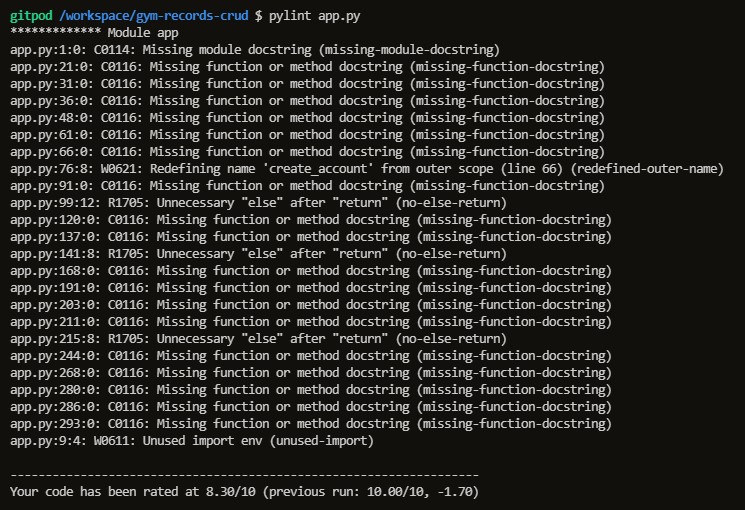 gitpod /workspace/gym-records-crud $ pylint app.py
************* Module app
app.py:1:0: C0114: Missing module docstring (missing-module-docstring)
app.py:21:0: C0116: Missing function or method docstring (missing-function-docstring)
app.py:31:0: C0116: Missing function or method docstring (missing-function-docstring)
app.py:36:0: C0116: Missing function or method docstring (missing-function-docstring)
app.py:48:0: C0116: Missing function or method docstring (missing-function-docstring)
app.py:61:0: C0116: Missing function or method docstring (missing-function-docstring)
app.py:66:0: C0116: Missing function or method docstring (missing-function-docstring)
app.py:76:8: W0621: Redefining name 'create_account' from outer scope (line 66) (redefined-outer-name)
app.py:91:0: C0116: Missing function or method docstring (missing-function-docstring)
app.py:99:12: R1705: Unnecessary "else" after "return" (no-else-return)
app.py:120:0: C0116: Missing function or method docstring (missing-function-docstring)
app.py:137:0: C0116: Missing function or method docstring (missing-function-docstring)
app.py:141:8: R1705: Unnecessary "else" after "return" (no-else-return)
app.py:168:0: C0116: Missing function or method docstring (missing-function-docstring)
app.py:191:0: C0116: Missing function or method docstring (missing-function-docstring)
app.py:203:0: C0116: Missing function or method docstring (missing-function-docstring)
app.py:211:0: C0116: Missing function or method docstring (missing-function-docstring)
app.py:215:8: R1705: Unnecessary "else" after "return" (no-else-return)
app.py:244:0: C0116: Missing function or method docstring (missing-function-docstring)
app.py:268:0: C0116: Missing function or method docstring (missing-function-docstring)
app.py:280:0: C0116: Missing function or method docstring (missing-function-docstring)
app.py:286:0: C0116: Missing function or method docstring (missing-function-docstring)
app.py:293:0: C0116: Missing function or method docstring (missing-function-docstring)
app.py:9:4: W0611: Unused import env (unused-import)
-------------------------------------------------------------------
Your code has been rated at 8.30/10 (previous run: 10.00/10, -1.70)